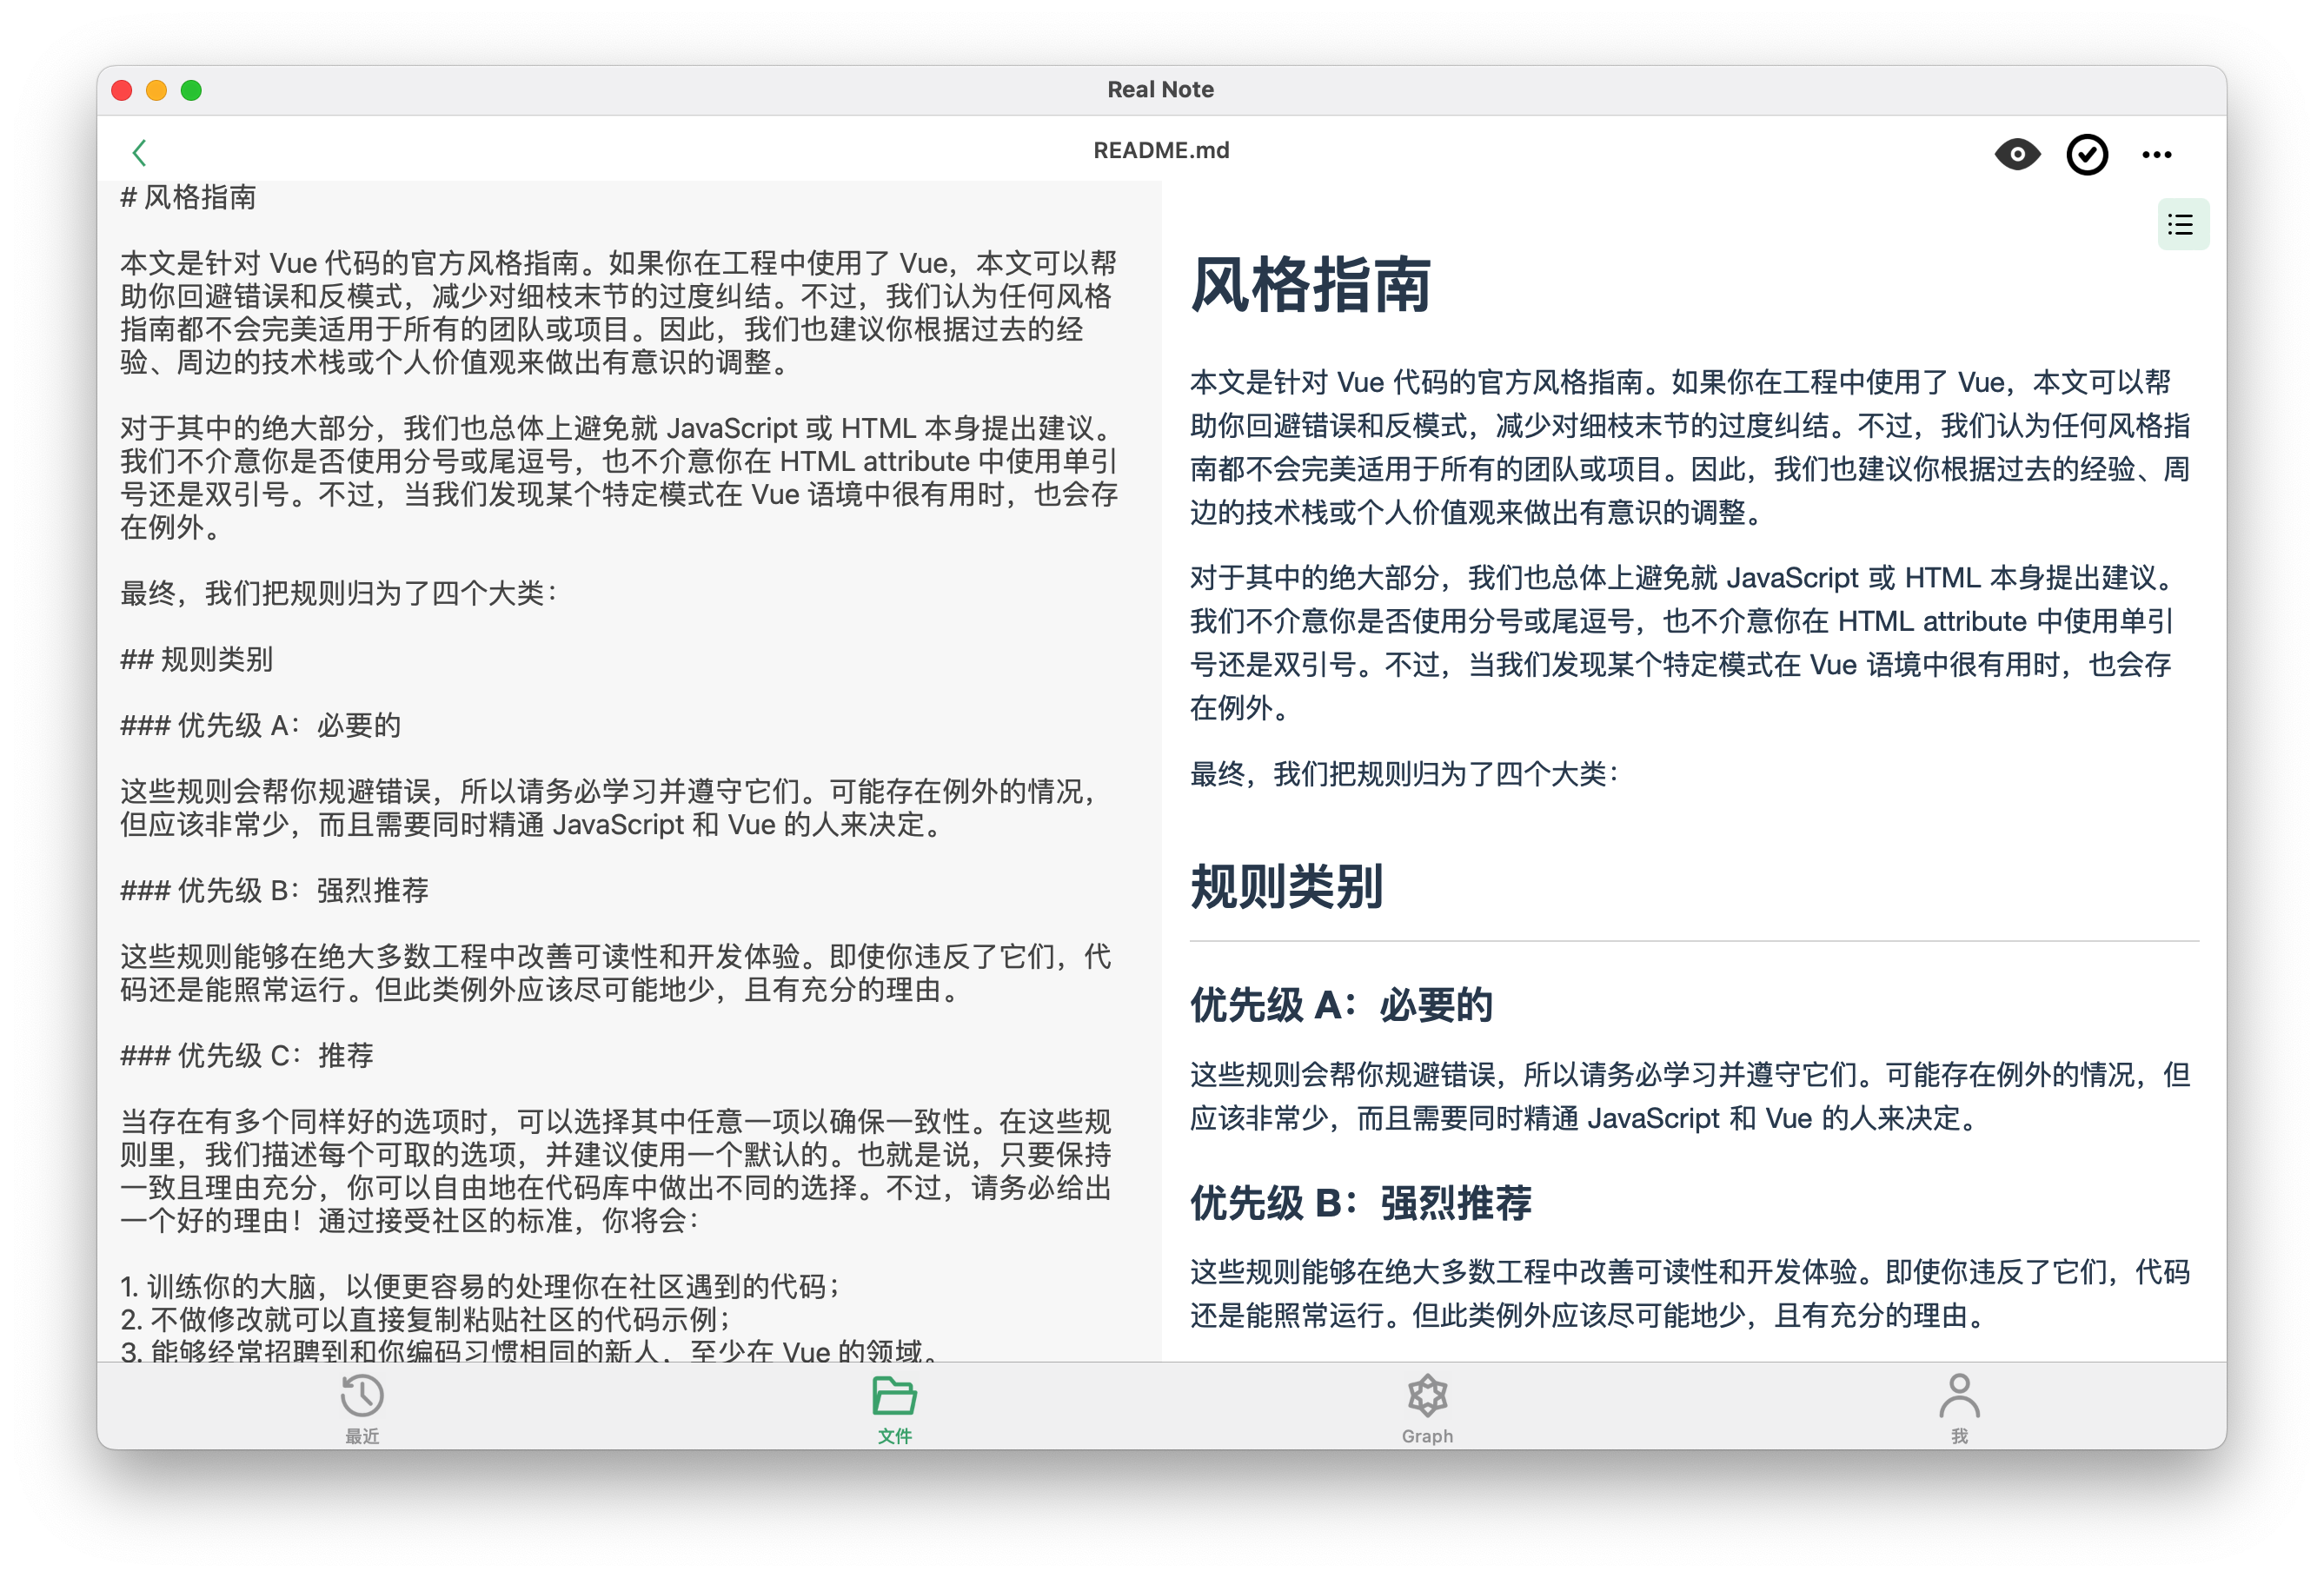 Real Note
README.md
# 风格指南
本文是针对 Vue 代码的官方风格指南。如果你在工程中使用了 Vue，本文可以帮
助你回避错误和反模式，减少对细枝末节的过度纠结。不过，我们认为任何风格
指南都不会完美适用于所有的团队或项目。因此，我们也建议你根据过去的经
验、周边的技术栈或个人价值观来做出有意识的调整。
对于其中的绝大部分，我们也总体上避免就 JavaScript 或 HTML 本身提出建议。
我们不介意你是否使用分号或尾逗号，也不介意你在 HTML attribute 中使用单引
号还是双引号。不过，当我们发现某个特定模式在 Vue 语境中很有用时，也会存
在例外。
最终，我们把规则归为了四个大类：
## 规则类别
### 优先级 A：必要的
这些规则会帮你规避错误，所以请务必学习并遵守它们。可能存在例外的情况，
但应该非常少，而且需要同时精通 JavaScript 和 Vue 的人来决定。
### 优先级 B：强烈推荐
这些规则能够在绝大多数工程中改善可读性和开发体验。即使你违反了它们，代
码还是能照常运行。但此类例外应该尽可能地少，且有充分的理由。
### 优先级 C：推荐
当存在有多个同样好的选项时，可以选择其中任意一项以确保一致性。在这些规
则里，我们描述每个可取的选项，并建议使用一个默认的。也就是说，只要保持
一致且理由充分，你可以自由地在代码库中做出不同的选择。不过，请务必给出
一个好的理由！通过接受社区的标准，你将会：
1. 训练你的大脑，以便更容易的处理你在社区遇到的代码；
2. 不做修改就可以直接复制粘贴社区的代码示例；
3. 能够经常招聘到和你编码习惯相同的新人，至少在 Vue 的领域。
风格指南
本文是针对 Vue 代码的官方风格指南。如果你在工程中使用了 Vue，本文可以帮
助你回避错误和反模式，减少对细枝末节的过度纠结。不过，我们认为任何风格指
南都不会完美适用于所有的团队或项目。因此，我们也建议你根据过去的经验、周
边的技术栈或个人价值观来做出有意识的调整。
对于其中的绝大部分，我们也总体上避免就 JavaScript 或 HTML 本身提出建议。
我们不介意你是否使用分号或尾逗号，也不介意你在 HTML attribute 中使用单引
号还是双引号。不过，当我们发现某个特定模式在 Vue 语境中很有用时，也会存
在例外。
最终，我们把规则归为了四个大类：
规则类别
优先级 A：必要的
这些规则会帮你规避错误，所以请务必学习并遵守它们。可能存在例外的情况，但
应该非常少，而且需要同时精通 JavaScript 和 Vue 的人来决定。
优先级 B：强烈推荐
这些规则能够在绝大多数工程中改善可读性和开发体验。即使你违反了它们，代码
还是能照常运行。但此类例外应该尽可能地少，且有充分的理由。
最近
文件
Graph
我